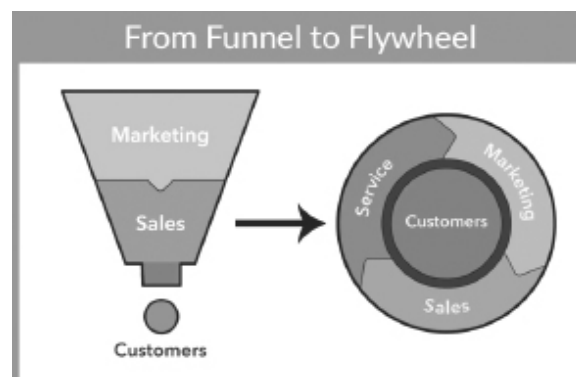 From Funnel to Flywheel
Marketing
Sales
Customers
Service
Marketing
Customers
Sales